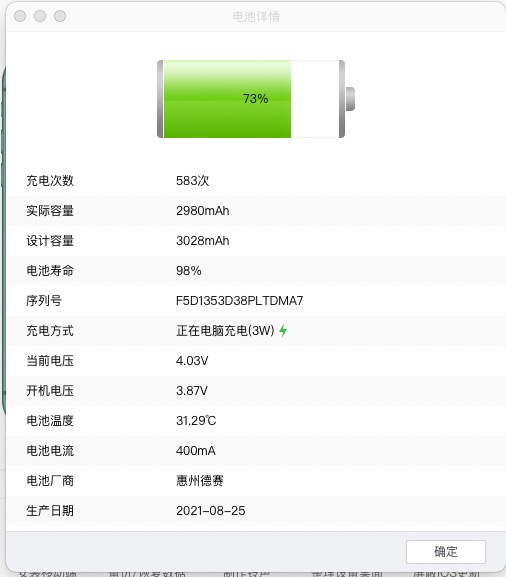 电池详情
73%
充电次数 583次
实际容量 2980mAh
设计容量 3028mAh
电池寿命 98%
序列号 F5D1353D38PLTDMA7
充电方式 正在电脑充电(3W)
当前电压 4.03V
开机电压 3.87V
电池温度 31.29℃
电池电流 400mA
电池厂商 惠州德赛
生产日期 2021-08-25
确定